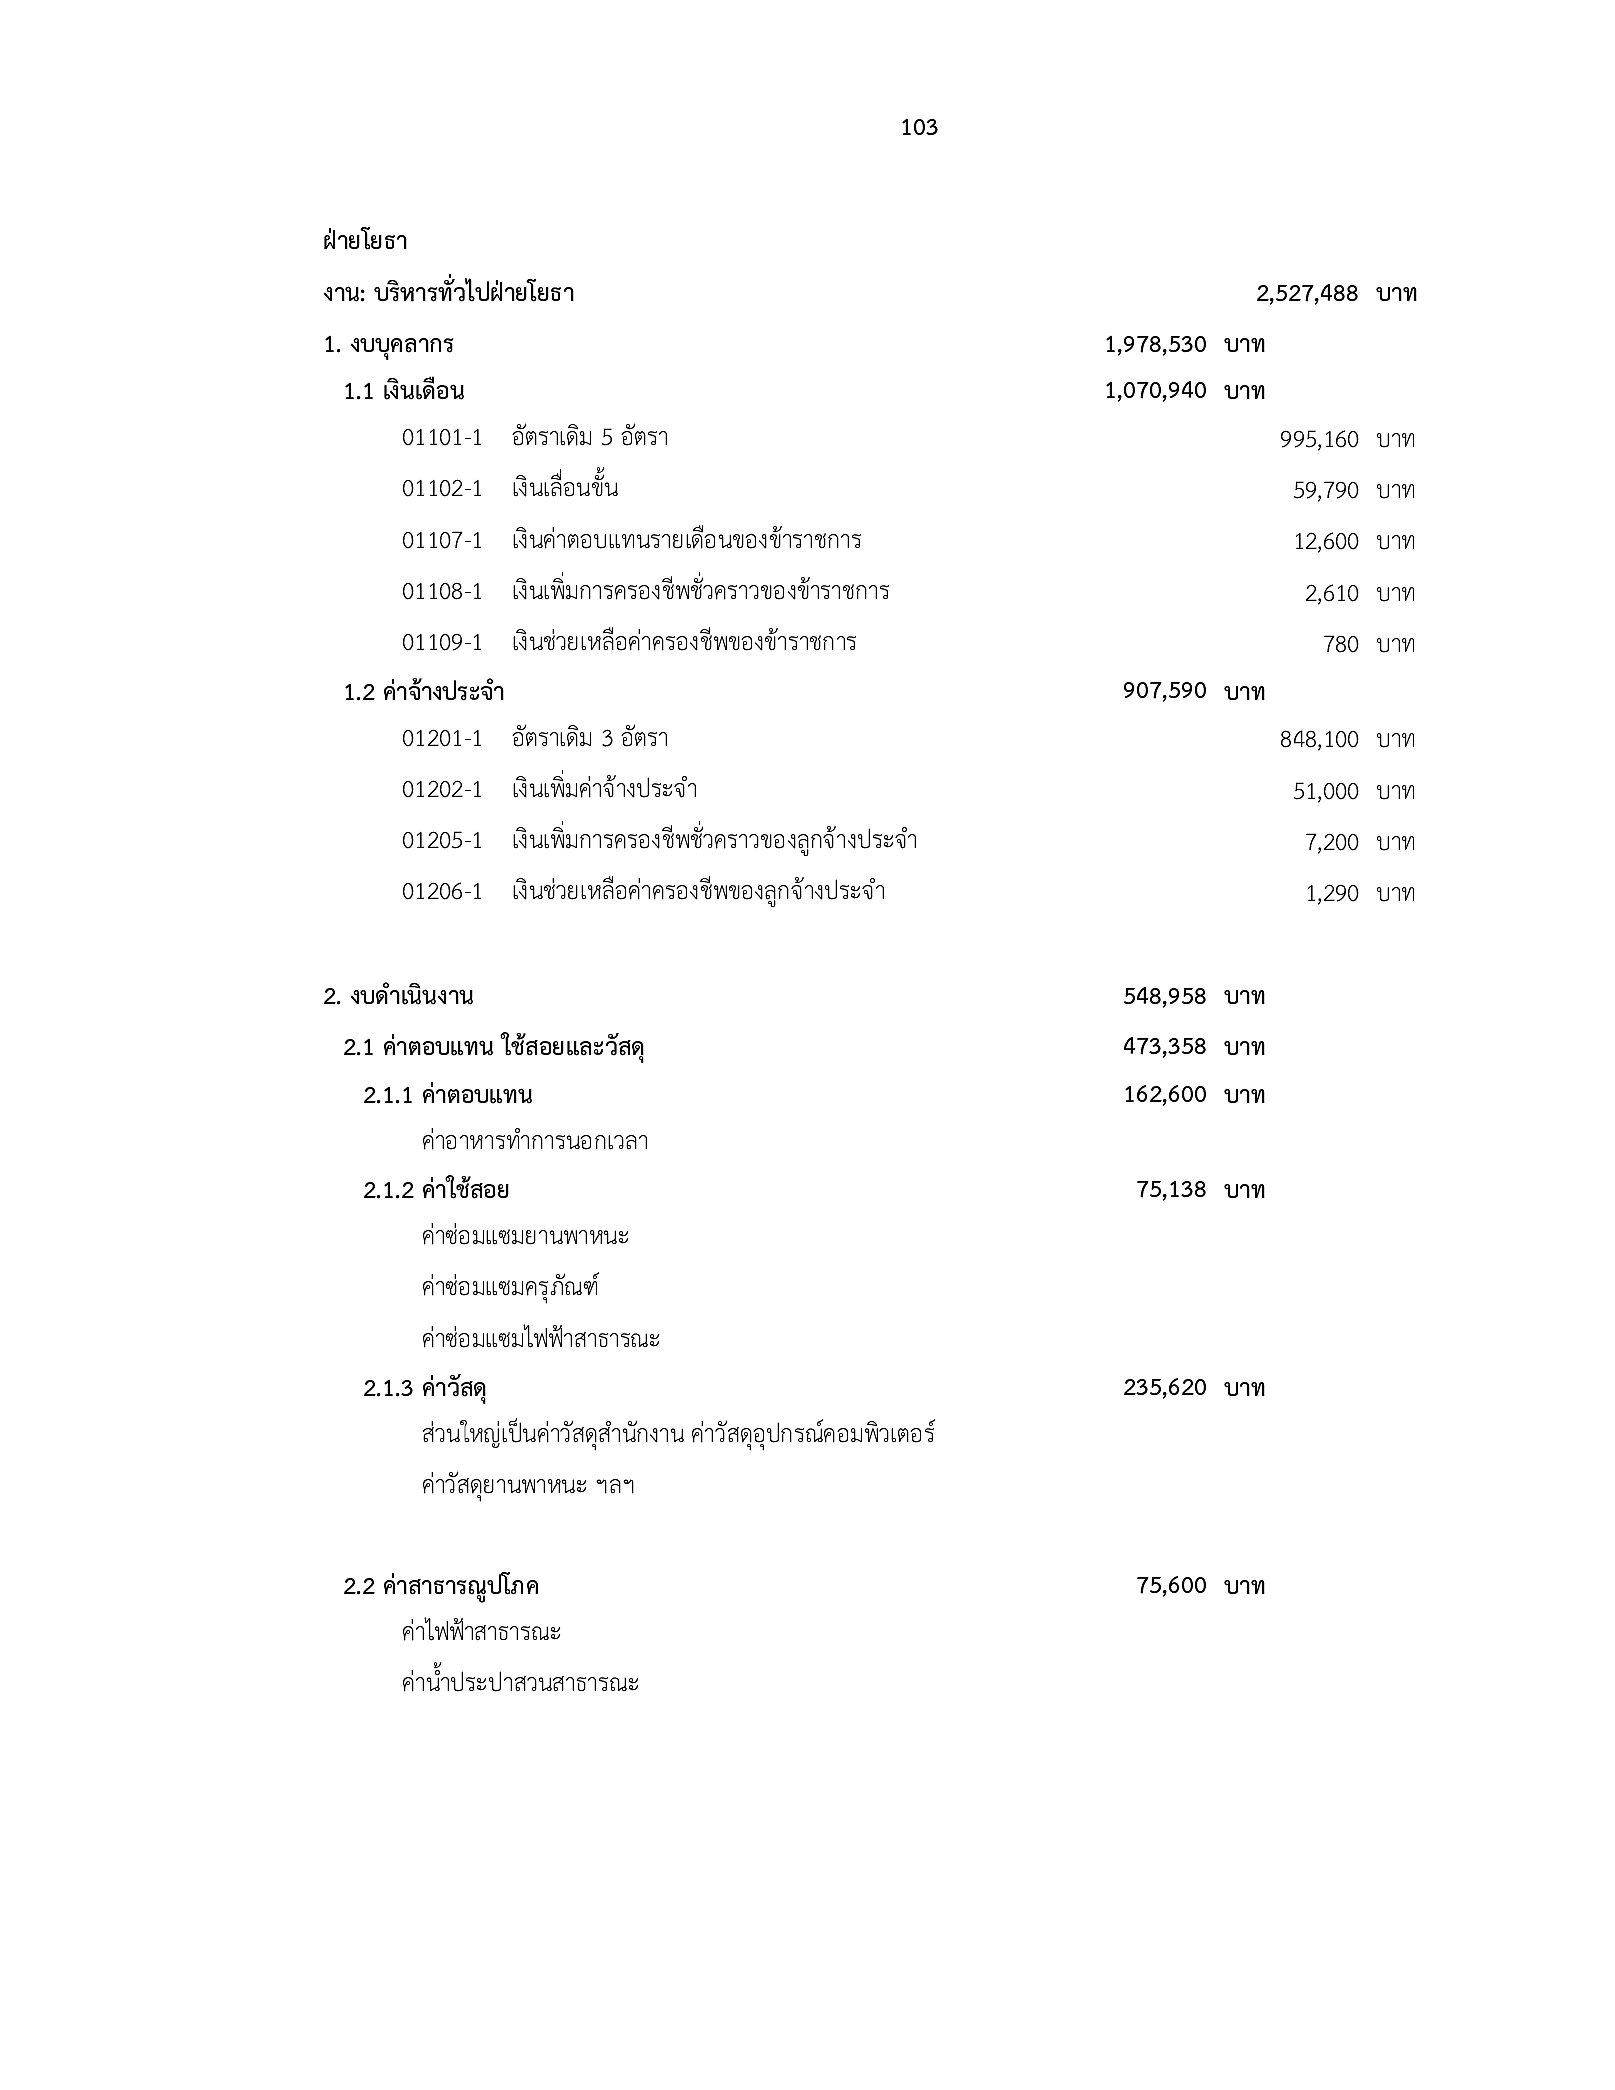 103
ฝ่ายโยธา
งาน: บริหารทั่วไปฝ่ายโยธา 2,527,488 บาท
1. งบบุคลากร 1,978,530 บาท
1.1 เงินเดือน 1,070,940 บาท
01101-1 อัตราเดิม 5 อัตรา 995,160 บาท
01102-1 เงินเลื่อนขั้น 59,790 บาท
01107-1 เงินค่าตอบแทนรายเดือนของข้าราชการ 12,600 บาท
01108-1 เงินเพิ่มการครองชีพชั่วคราวของข้าราชการ 2,610 บาท
01109-1 เงินช่วยเหลือค่าครองชีพของข้าราชการ 780 บาท
1.2 ค่าจ้างประจำ 907,590 บาท
01201-1 อัตราเดิม 3 อัตรา 848,100 บาท
01202-1 เงินเพิ่มค่าจ้างประจำ 51,000 บาท
01205-1 เงินเพิ่มการครองชีพชั่วคราวของลูกจ้างประจำ 7,200 บาท
01206-1 เงินช่วยเหลือค่าครองชีพของลูกจ้างประจำ 1,290 บาท
2. งบดำเนินงาน 548,958 บาท
2.1 ค่าตอบแทน ใช้สอยและวัสดุ 473,358 บาท
2.1.1 ค่าตอบแทน 162,600 บาท
ค่าอาหารทำการนอกเวลา
2.1.2 ค่าใช้สอย 75,138 บาท
ค่าซ่อมแซมยานพาหนะ
ค่าซ่อมแซมครุภัณฑ์
ค่าซ่อมแซมไฟฟ้าสาธารณะ
2.1.3 ค่าวัสดุ 235,620 บาท
ส่วนใหญ่เป็นค่าวัสดุสำนักงาน ค่าวัสดุอุปกรณ์คอมพิวเตอร์
ค่าวัสดุยานพาหนะ ฯลฯ
2.2 ค่าสาธารณูปโภค 75,600 บาท
ค่าไฟฟ้าสาธารณะ
ค่าน้ำประปาสวนสาธารณะ